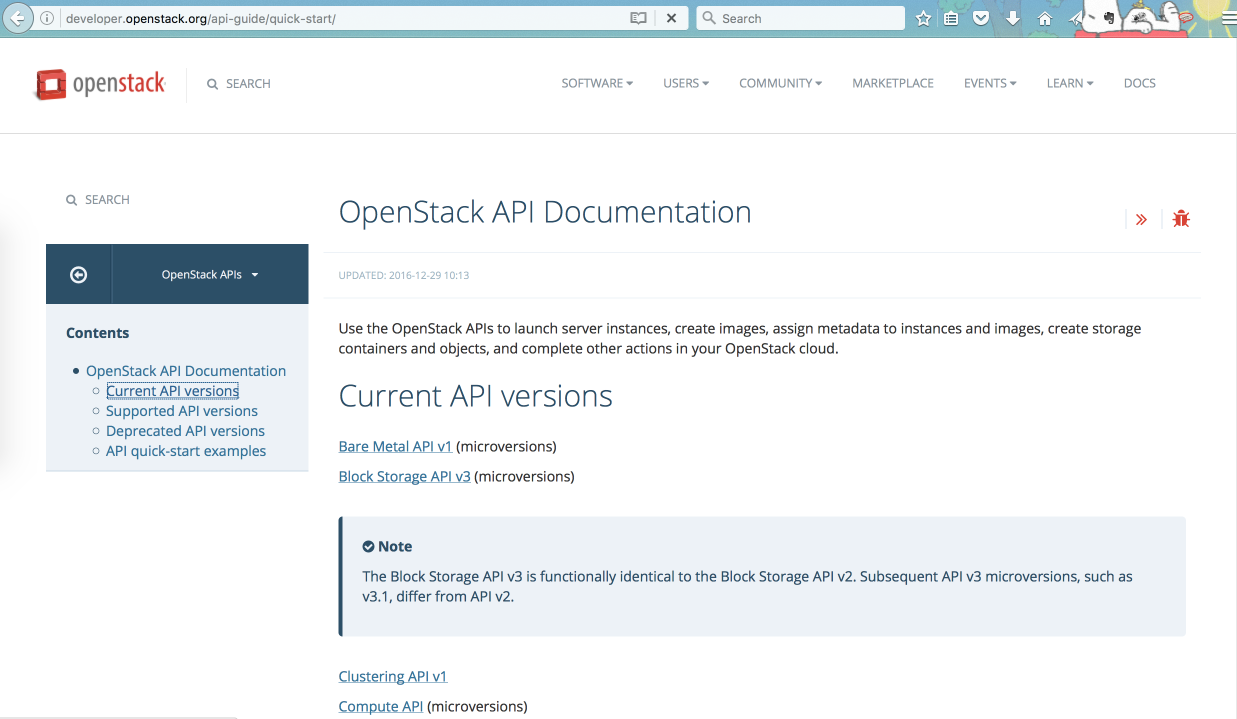 developer.openstack.org/api-guide/quick-start/
Search
openstack
SEARCH
SOFTWARE
USERS
COMMUNITY
MARKETPLACE
EVENTS
LEARN
DOCS
SEARCH
OpenStack APIs
Contents
OpenStack API Documentation
Current API versions
Supported API versions
Deprecated API versions
API quick-start examples
OpenStack API Documentation
UPDATED: 2016-12-29 10:13
Use the OpenStack APIs to launch server instances, create images, assign metadata to instances and images, create storage
containers and objects, and complete other actions in your OpenStack cloud.
Current API versions
Bare Metal API v1 (microversions)
Block Storage API v3 (microversions)
Note
The Block Storage API v3 is functionally identical to the Block Storage API v2. Subsequent API v3 microversions, such as
v3.1, differ from API v2.
Clustering API v1
Compute API (microversions)